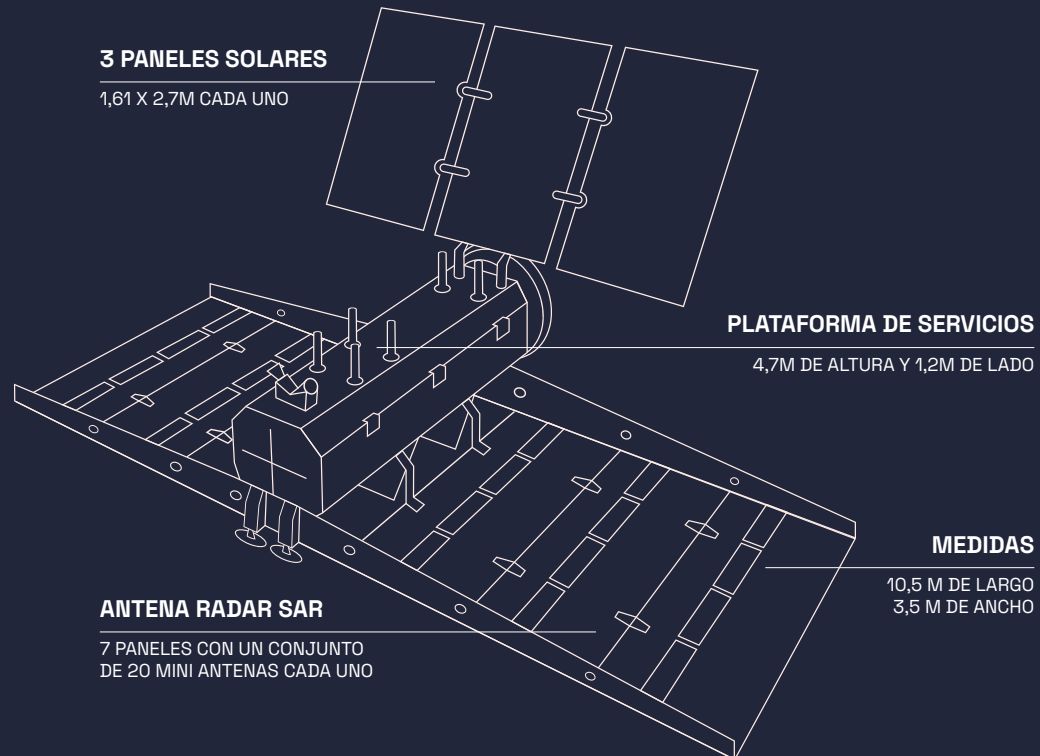 3 PANELES SOLARES
1,61 X 2,7M CADA UNO
PLATAFORMA DE SERVICIOS
4,7M DE ALTURA Y 1,2M DE LADO
MEDIDAS
10,5 M DE LARGO
3,5 M DE ANCHO
ANTENA RADAR SAR
7 PANELES CON UN CONJUNTO
DE 20 MINI ANTENAS CADA UNO